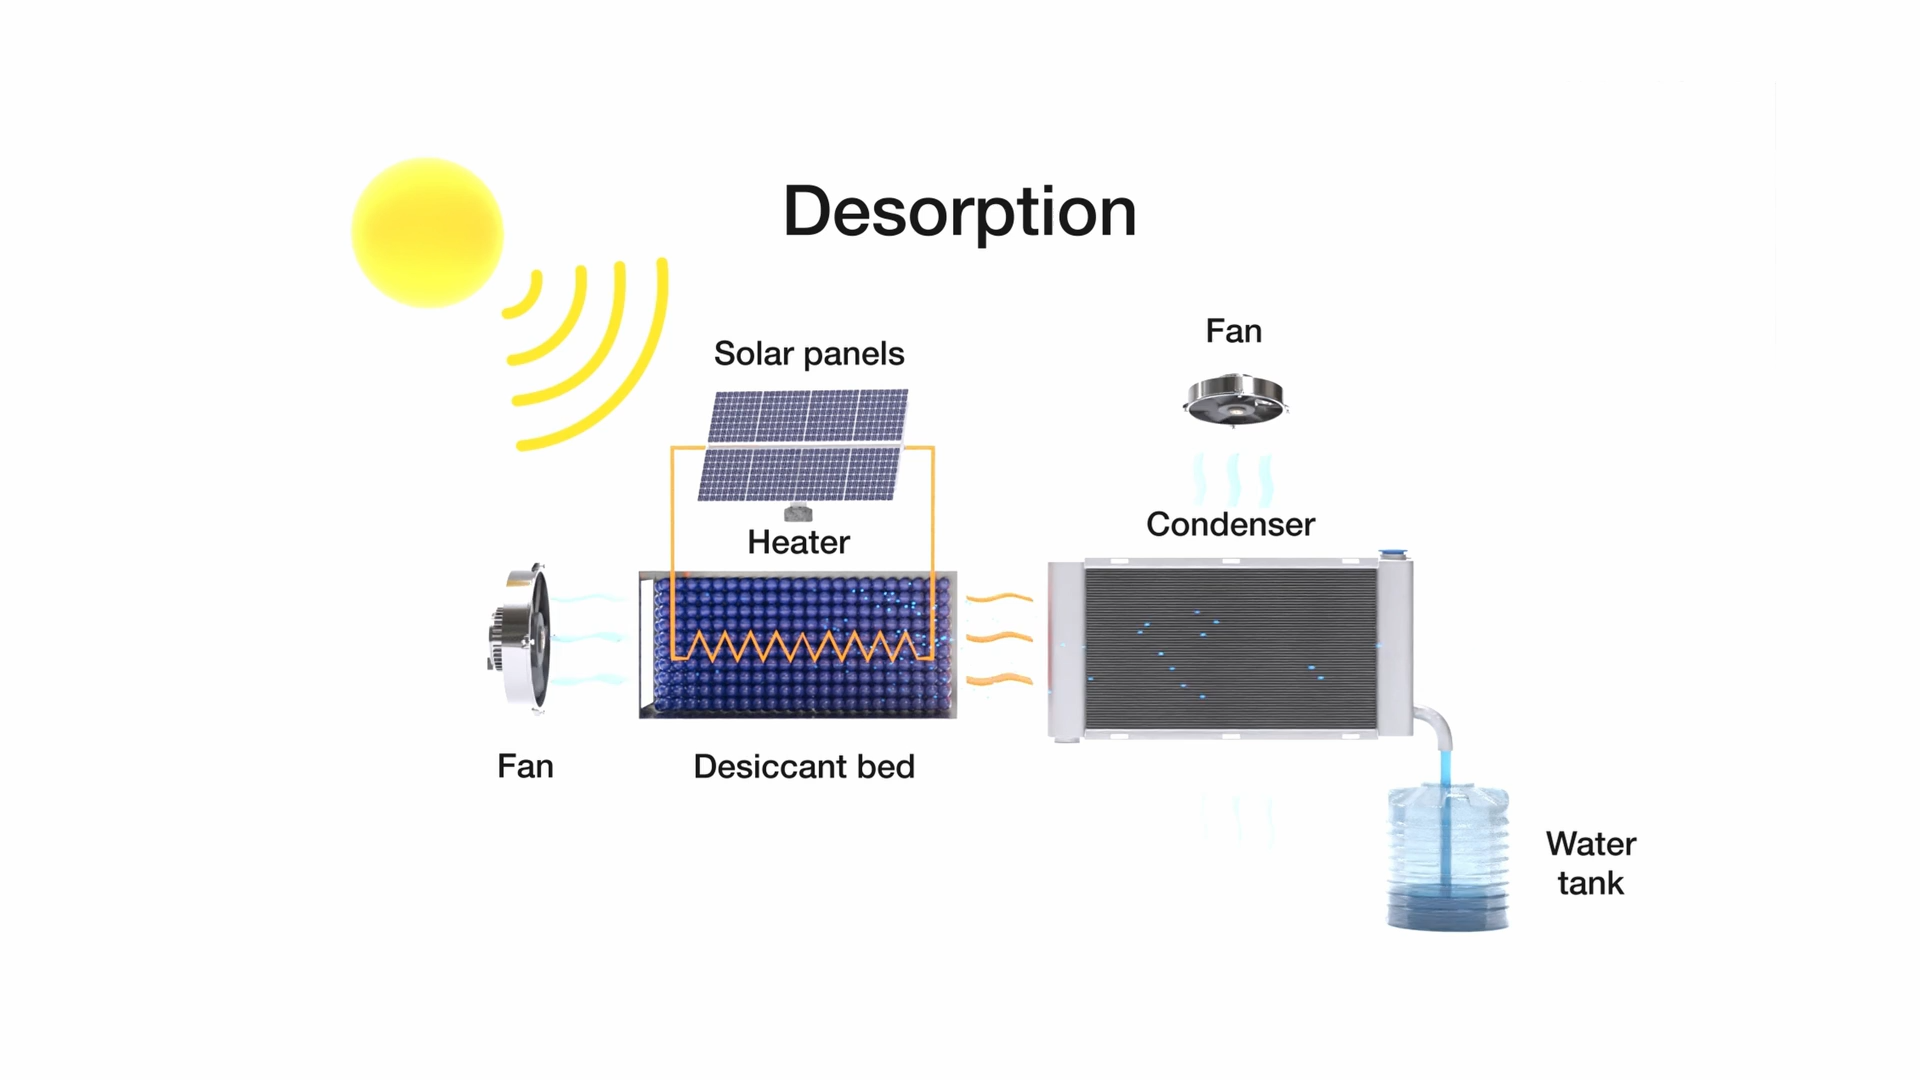 Desorption
Fan
Solar panels
Condenser
Heater
Fan
Desiccant bed
Water
tank